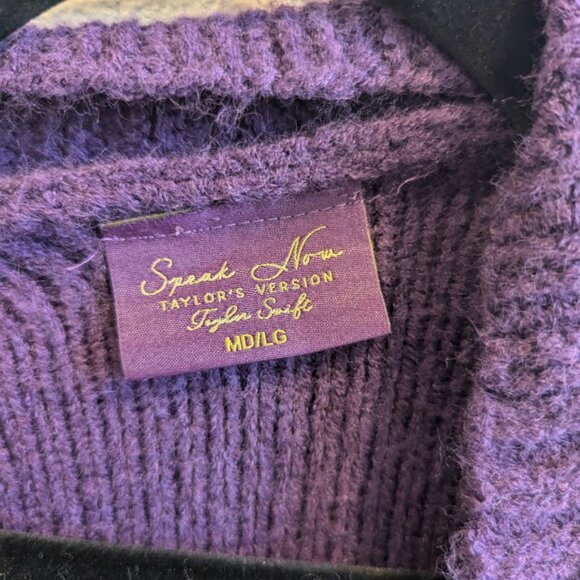 Speak Now
TAYLOR'S VERSION
Taylor Swift
MD/LG